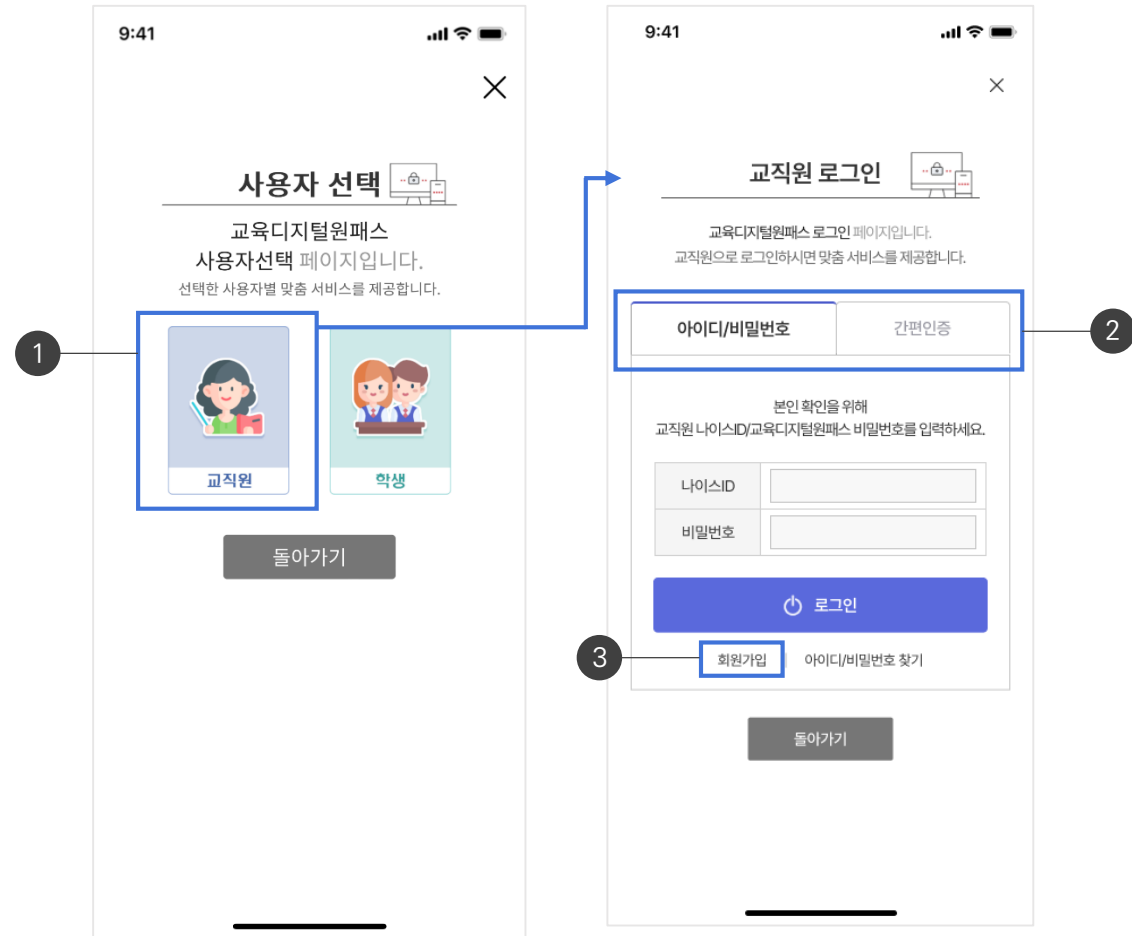 9:41
사용자 선택
교육디지털원패스
사용자선택 페이지입니다.
선택한 사용자별 맞춤 서비스를 제공합니다.
1
교직원
학생
돌아가기
9:41
교직원 로그인
교육디지털원패스 로그인 페이지입니다.
교직원으로 로그인하시면 맞춤 서비스를 제공합니다.
아이디/비밀번호
간편인증
2
본인 확인을 위해
교직원 나이스ID/교육디지털원패스 비밀번호를 입력하세요.
나이스ID
비밀번호
로그인
3
회원가입 | 아이디/비밀번호 찾기
돌아가기